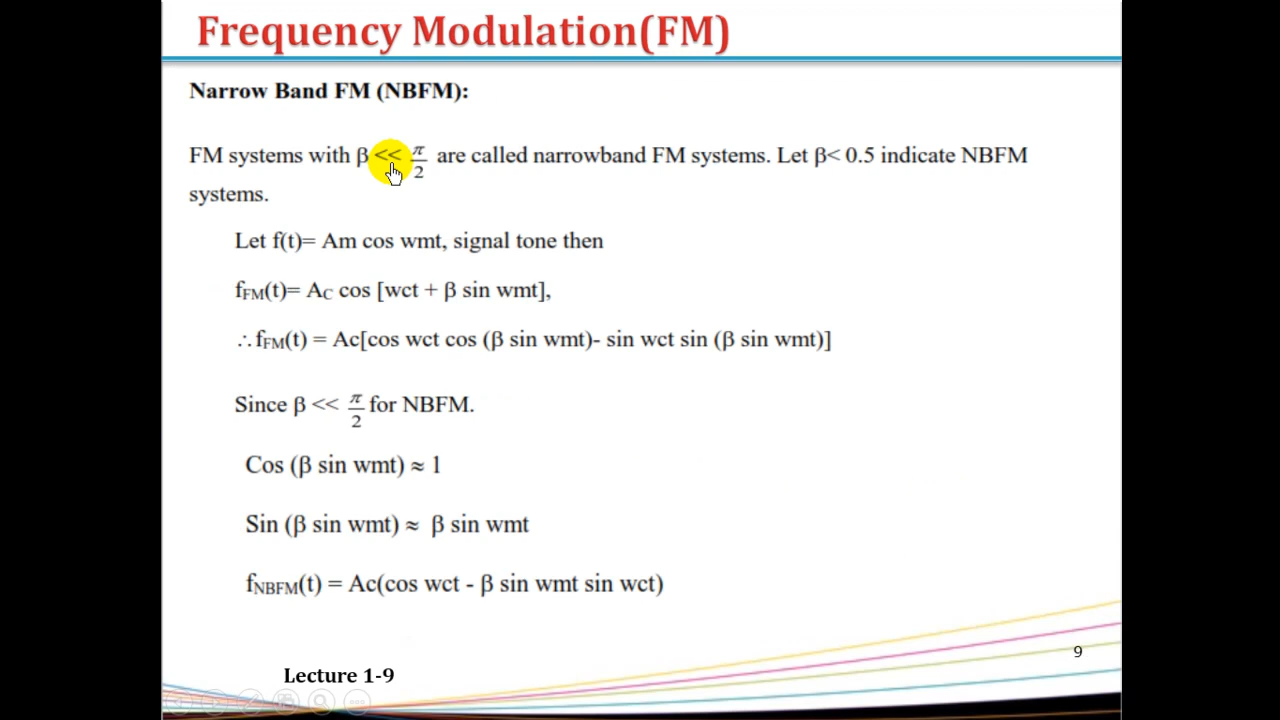 Frequency Modulation(FM)
Narrow Band FM (NBFM):
FM systems with β << π/2 are called narrowband FM systems. Let β< 0.5 indicate NBFM
systems.
Let f(t)= Am cos wmt, signal tone then
fFM(t)= AC cos [wct + β sin wmt],
∴fFM(t) = Ac[cos wct cos (β sin wmt)- sin wct sin (β sin wmt)]
Since β << π/2 for NBFM.
Cos (β sin wmt) ≈ 1
Sin (β sin wmt) ≈ β sin wmt
fNBFM(t) = Ac(cos wct - β sin wmt sin wct)
9
Lecture 1-9